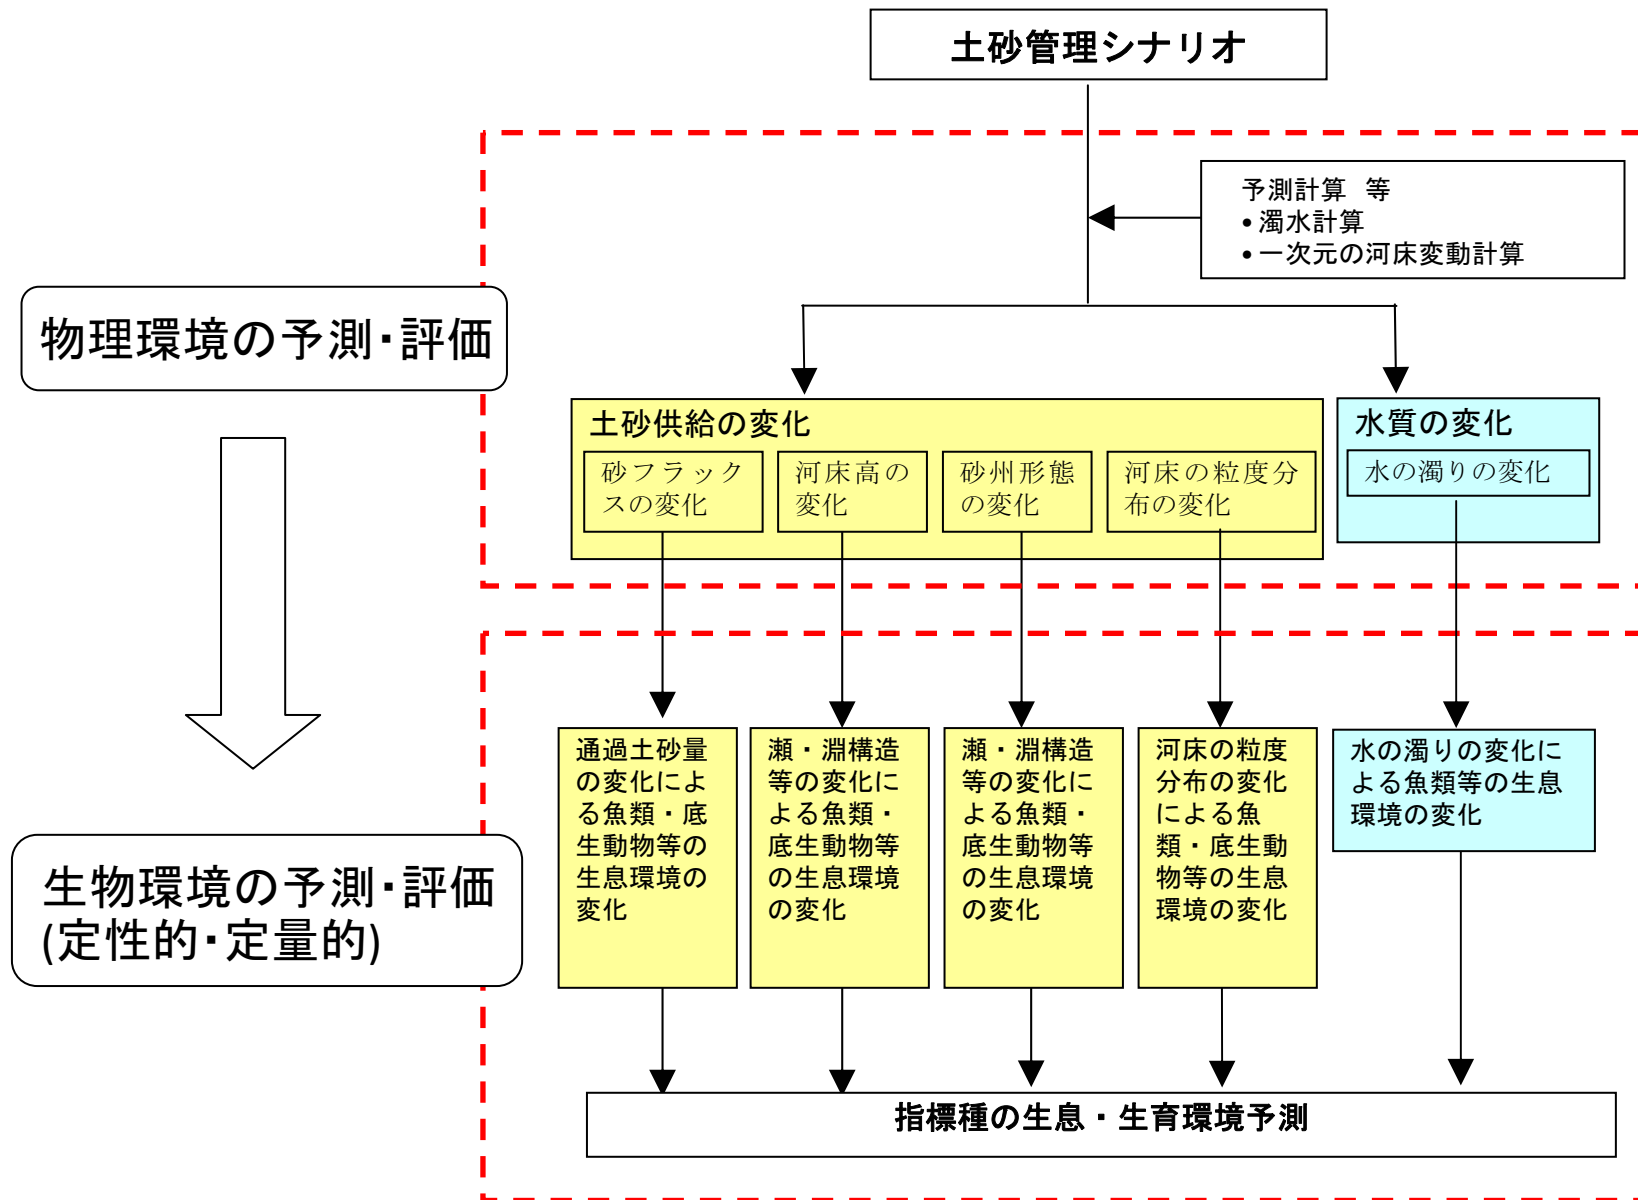 土砂管理シナリオ
予測計算　等
•濁水計算
•一次元の河床変動計算
物理環境の予測・評価
土砂供給の変化
砂フラック
スの変化
河床高の
変化
砂州形態
の変化
河床の粒度分
布の変化
水質の変化
水の濁りの変化
生物環境の予測・評価
(定性的・定量的)
通過土砂量
の変化によ
る魚類・底
生動物等の
生息環境の
変化
瀬・淵構造
等の変化に
よる魚類・
底生動物等
の生息環境
の変化
瀬・淵構造
等の変化に
よる魚類・
底生動物等
の生息環境
の変化
河床の粒度
分布の変化
による魚
類・底生動
物等の生息
環境の変化
水の濁りの変化に
よる魚類等の生息
環境の変化
指標種の生息・生育環境予測